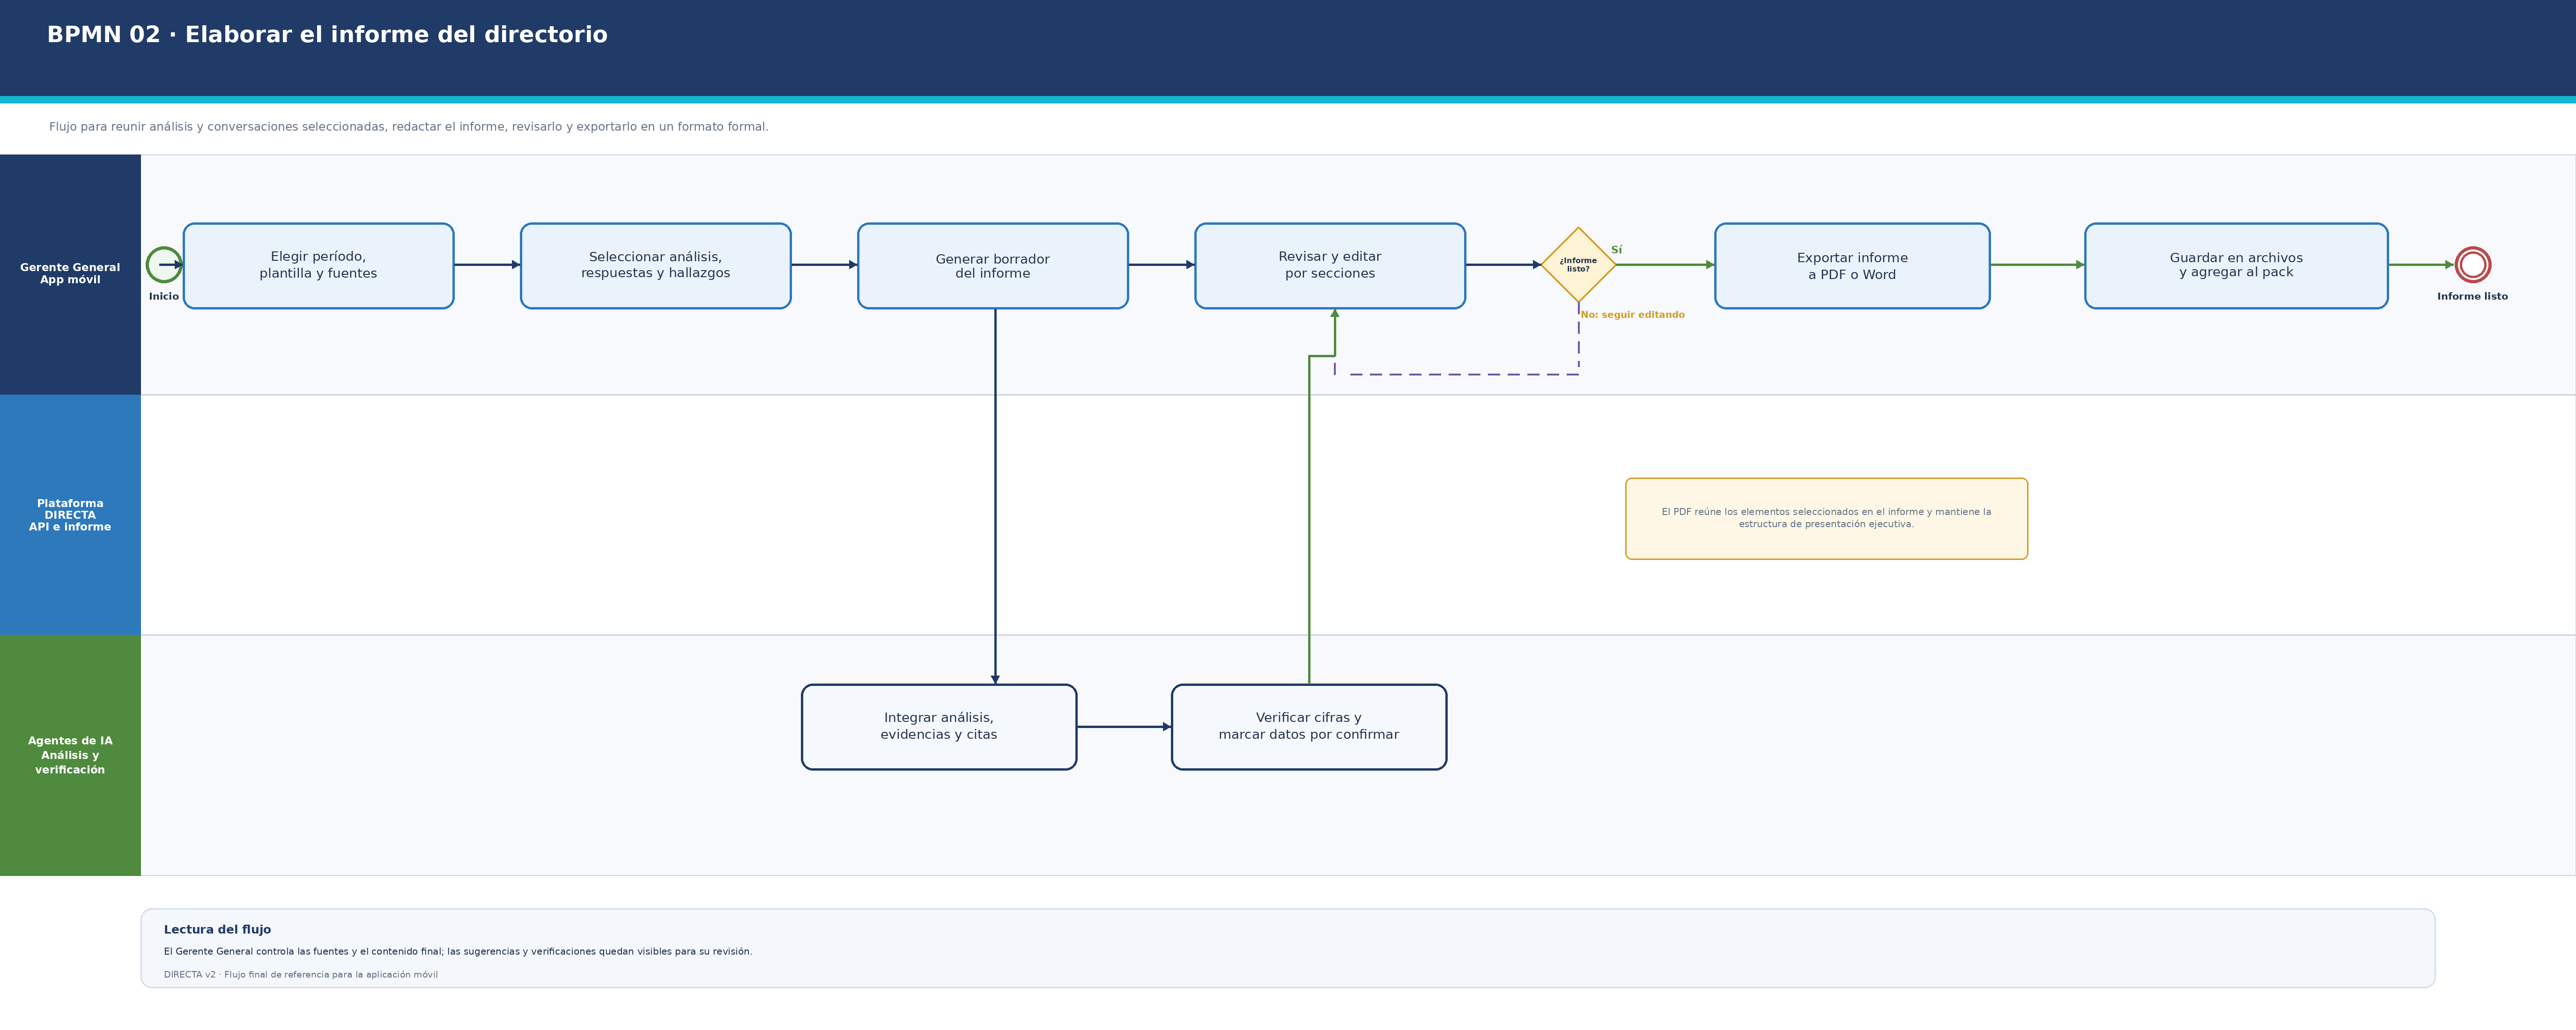 BPMN 02 · Elaborar el informe del directorio
Flujo para reunir análisis y conversaciones seleccionadas, redactar el informe, revisarlo y exportarlo en un formato formal.
Gerente General
App móvil
Inicio
Elegir período,
plantilla y fuentes
Seleccionar análisis,
respuestas y hallazgos
Generar borrador
del informe
Revisar y editar
por secciones
¿Informe
listo?
Sí
No: seguir editando
Exportar informe
a PDF o Word
Guardar en archivos
y agregar al pack
Informe listo
Plataforma
DIRECTA
API e informe
El PDF reúne los elementos seleccionados en el informe y mantiene la
estructura de presentación ejecutiva.
Agentes de IA
Análisis y
verificación
Integrar análisis,
evidencias y citas
Verificar cifras y
marcar datos por confirmar
Lectura del flujo
El Gerente General controla las fuentes y el contenido final; las sugerencias y verificaciones quedan visibles para su revisión.
DIRECTA v2 · Flujo final de referencia para la aplicación móvil